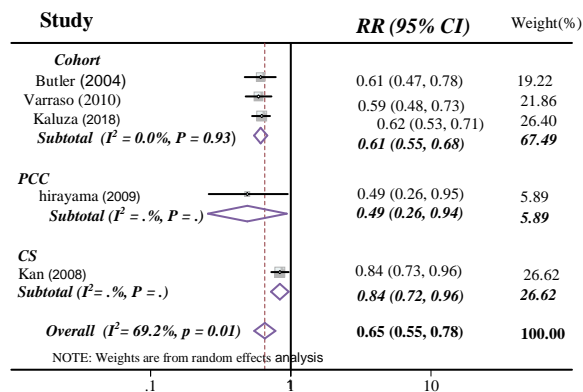 Study RR (95% CI) Weight(%)
Cohort
Butler (2004) 0.61 (0.47, 0.78) 19.22
Varraso (2010) 0.59 (0.48, 0.73) 21.86
Kaluza (2018) 0.62 (0.53, 0.71) 26.40
Subtotal (I² = 0.0%, P = 0.93) 0.61 (0.55, 0.68) 67.49
PCC
hirayama (2009) 0.49 (0.26, 0.95) 5.89
Subtotal (I² = .%, P = .) 0.49 (0.26, 0.94) 5.89
CS
Kan (2008) 0.84 (0.73, 0.96) 26.62
Subtotal (I² = .%, P = .) 0.84 (0.72, 0.96) 26.62
Overall (I² = 69.2%, p = 0.01) 0.65 (0.55, 0.78) 100.00
NOTE: Weights are from random effects analysis
.1 1 10